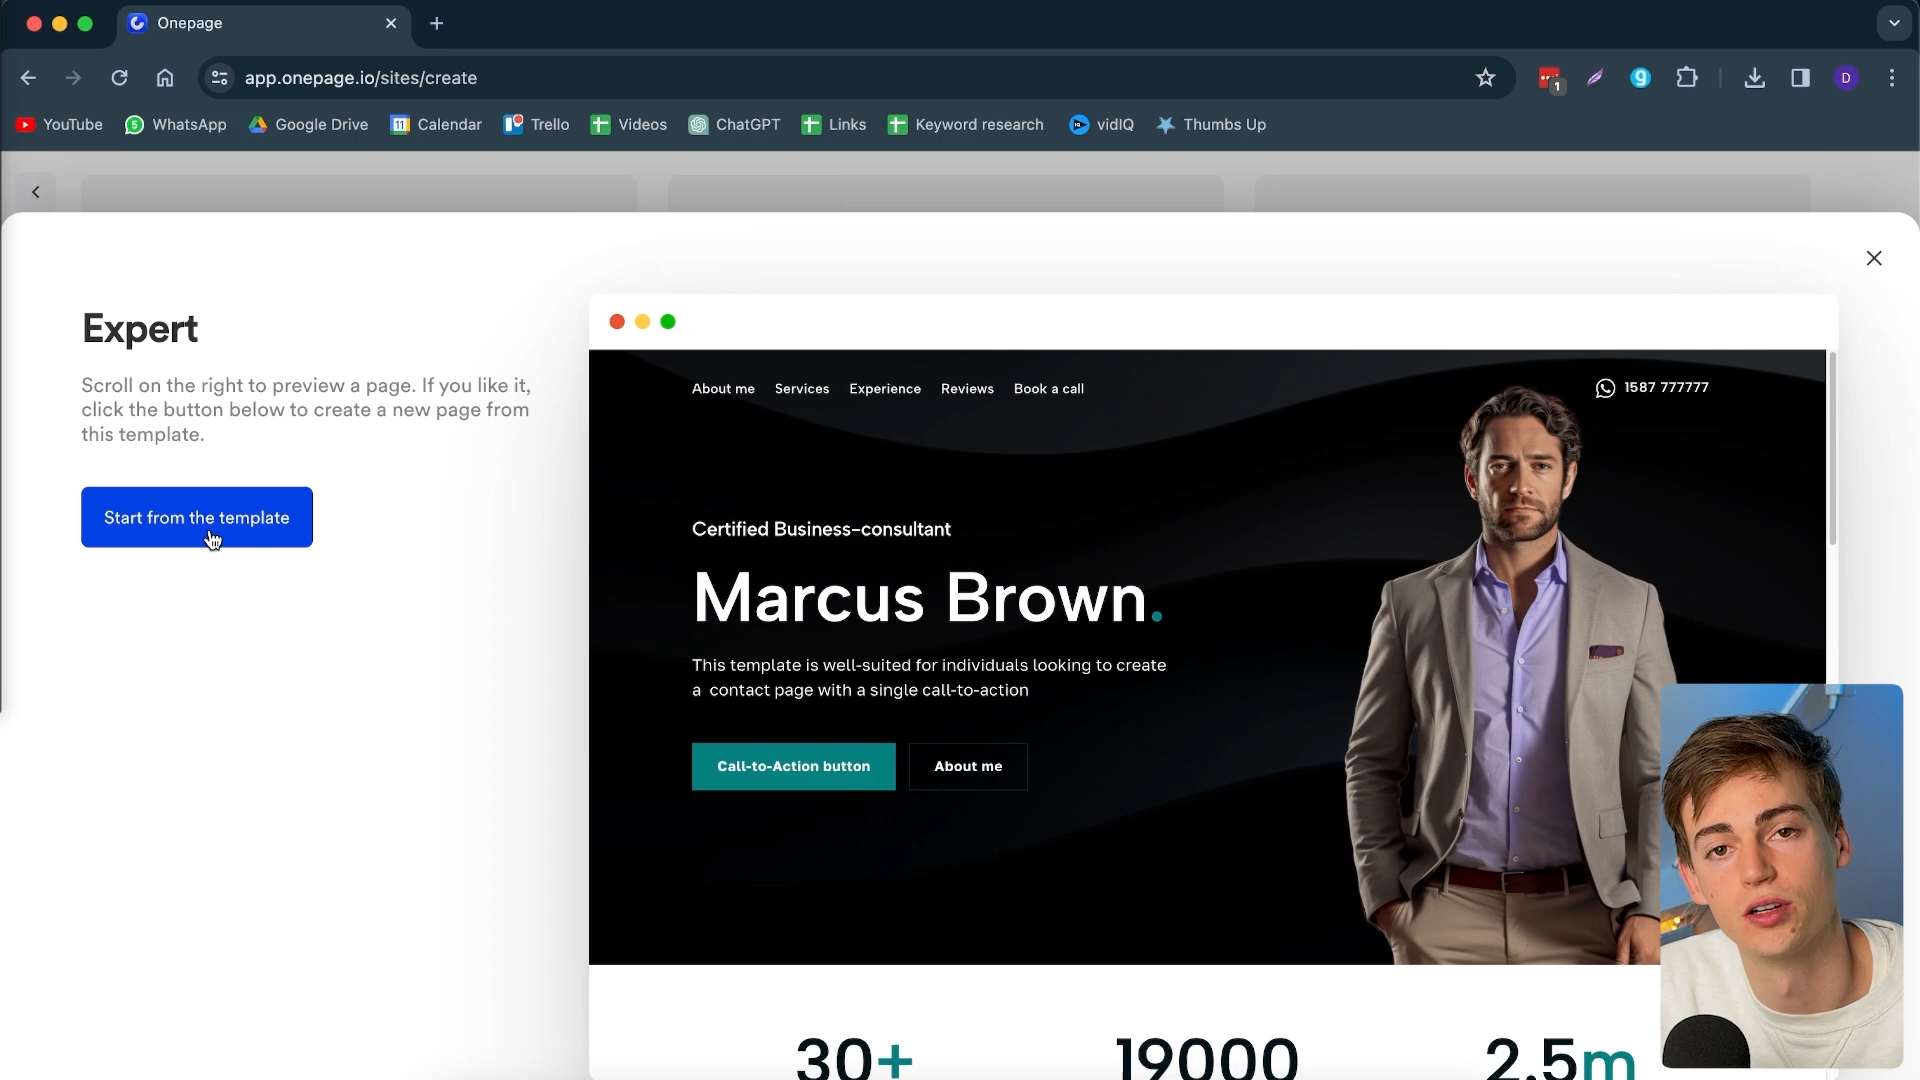 Onepage
app.onepage.io/sites/create
1
D
YouTube
5
WhatsApp
Google Drive
11
Calendar
Trello
Videos
ChatGPT
Links
Keyword research
vidIQ
Thumbs Up
Expert
Scroll on the right to preview a page. If you like it,
click the button below to create a new page from
this template.
Start from the template
About me
Services
Experience
Reviews
Book a call
1587 777777
Certified Business-consultant
Marcus Brown.
This template is well-suited for individuals looking to create
a contact page with a single call-to-action
Call-to-Action button
About me
30+
19000
2.5m